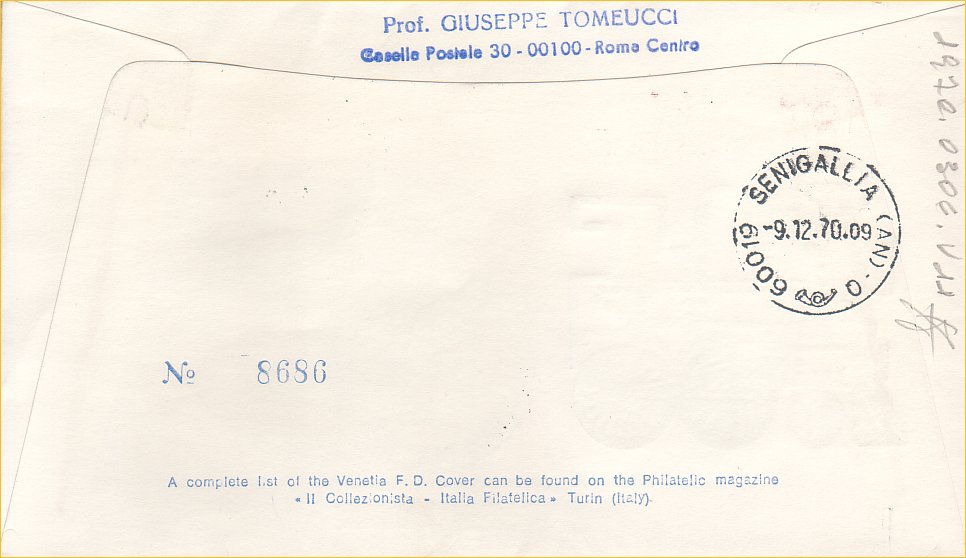 Prof. GIUSEPPE TOMEUCCI
Casella Postale 30 - 00100 - Roma Centro
SENIGALLIA (AN) - O
-9.12.70.09
60019
Nº 8686
A complete list of the Venetia F. D. Cover can be found on the Philatelic magazine
« Il Collezionista - Italia Filatelica » Turin (Italy).
1970.